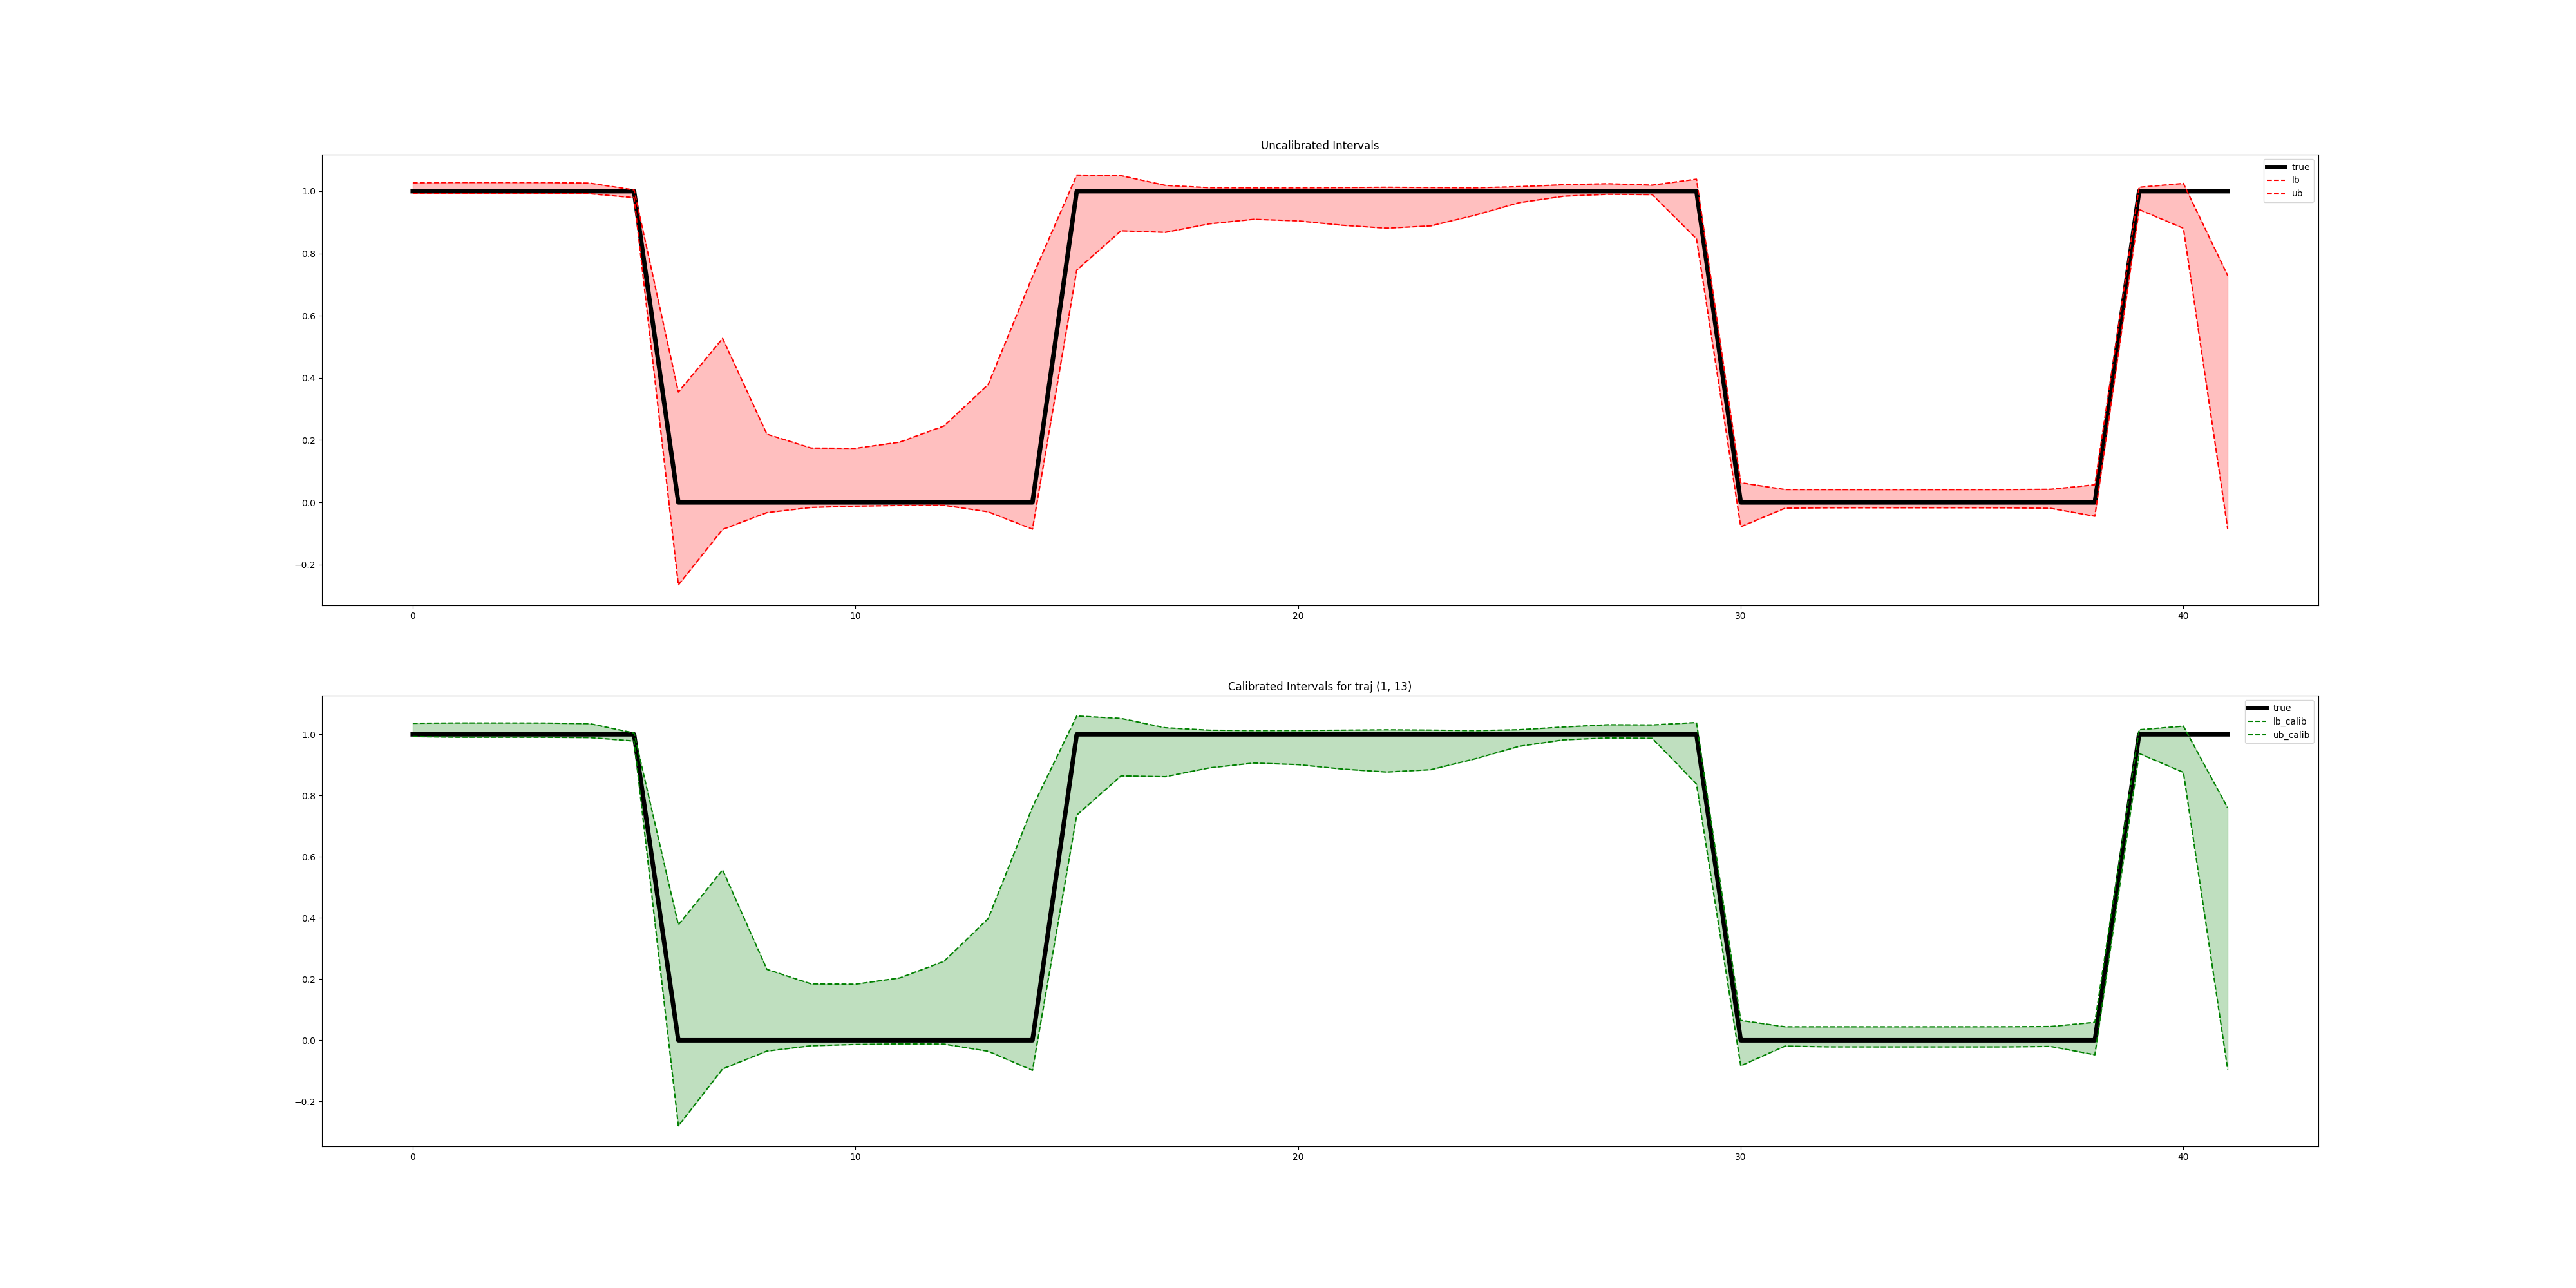 Uncalibrated Intervals
1.0
0.8
0.6
0.4
0.2
0.0
−0.2
0 10 20 30 40
true
lb
ub
Calibrated Intervals for traj (1, 13)
1.0
0.8
0.6
0.4
0.2
0.0
−0.2
0 10 20 30 40
true
lb_calib
ub_calib